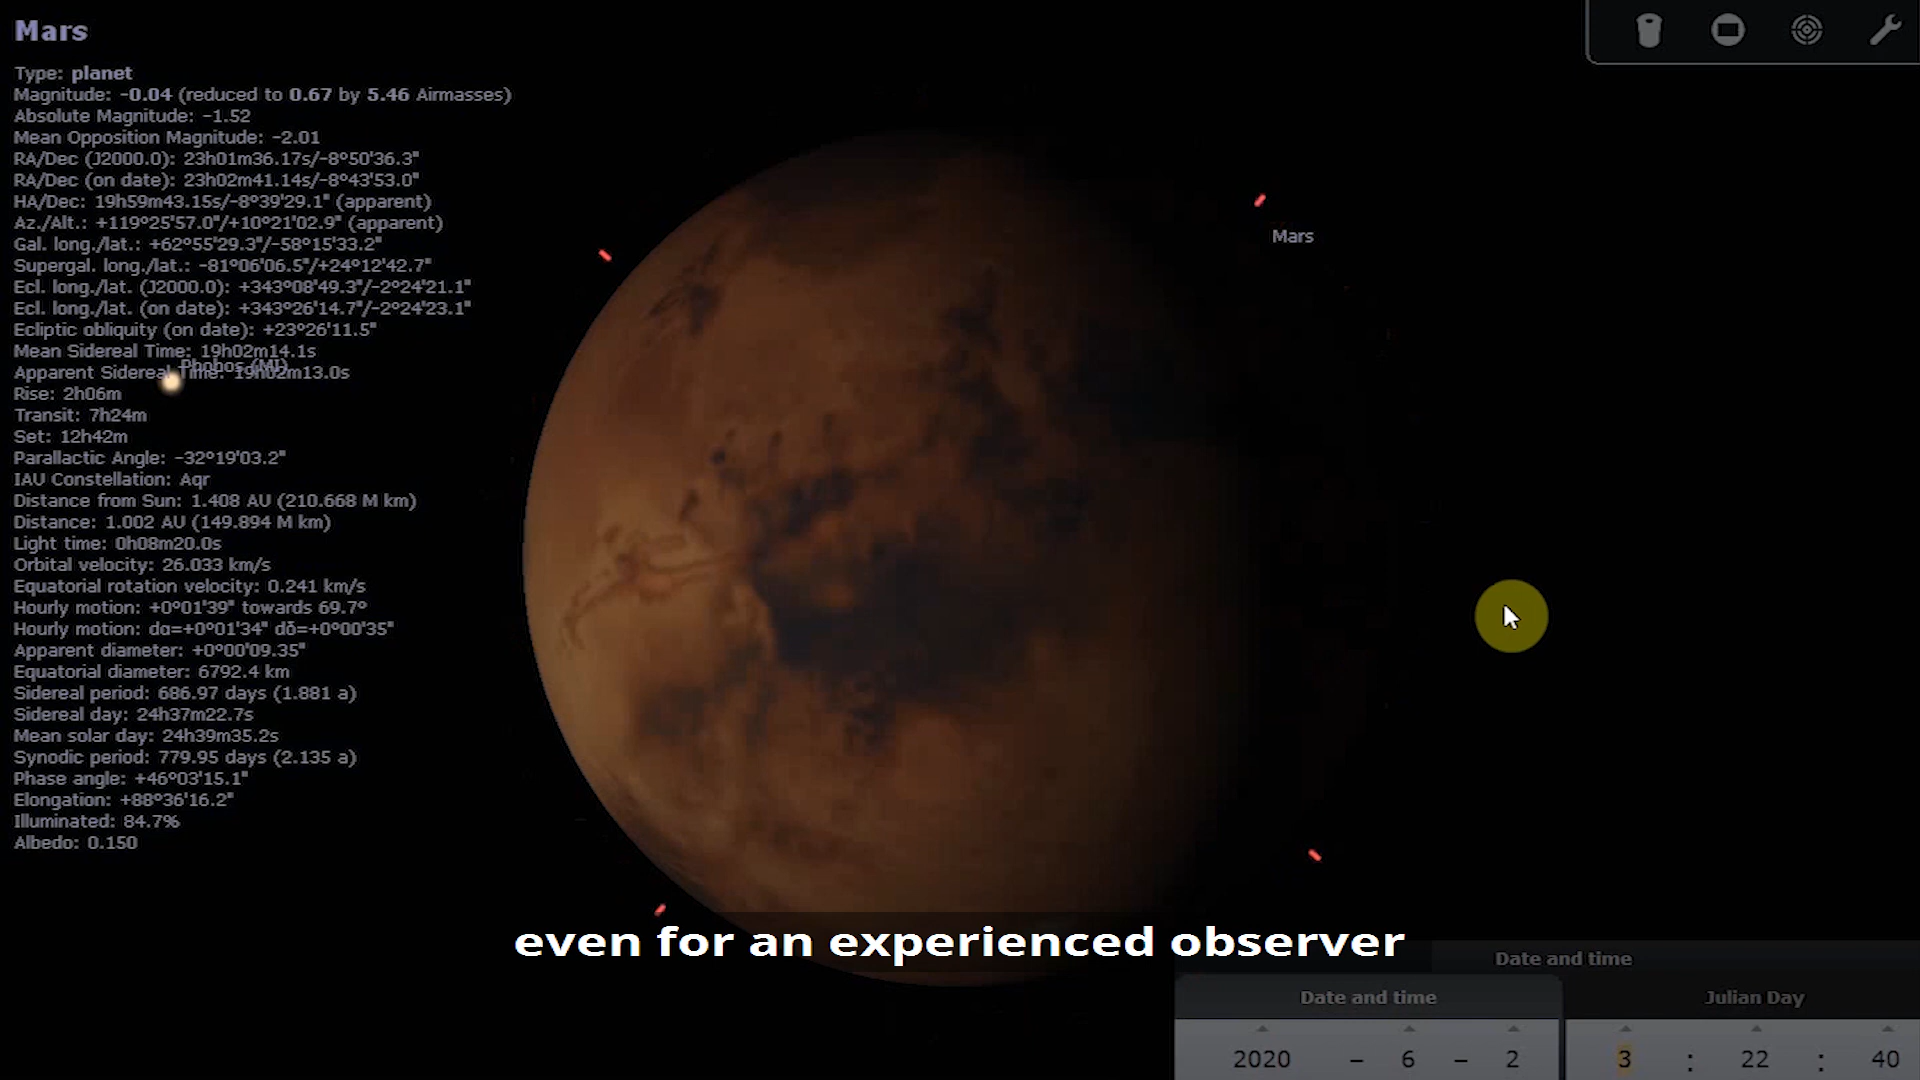 Mars
Type: planet
Magnitude: -0.04 (reduced to 0.67 by 5.46 Airmasses)
Absolute Magnitude: -1.52
Mean Opposition Magnitude: -2.01
RA/Dec (J2000.0): 23h01m36.17s/-8°50'36.3"
RA/Dec (on date): 23h02m41.14s/-8°43'53.0"
HA/Dec: 19h59m43.15s/-8°39'29.1" (apparent)
Az./Alt.: +119°25'57.0"/+10°21'02.9" (apparent)
Gal. long./lat.: +62°55'29.3"/-58°15'33.2"
Supergal. long./lat.: -81°06'06.5"/+24°12'42.7"
Ecl. long./lat. (J2000.0): +343°08'49.3"/-2°24'21.1"
Ecl. long./lat. (on date): +343°26'14.7"/-2°24'23.1"
Ecliptic obliquity (on date): +23°26'11.5"
Mean Sidereal Time: 19h02m14.1s
Phobos (MI)
Apparent Sidereal Time: 19h02m13.0s
Rise: 2h06m
Transit: 7h24m
Set: 12h42m
Parallactic Angle: -32°19'03.2"
IAU Constellation: Aqr
Distance from Sun: 1.408 AU (210.668 M km)
Distance: 1.002 AU (149.894 M km)
Light time: 0h08m20.0s
Orbital velocity: 26.033 km/s
Equatorial rotation velocity: 0.241 km/s
Hourly motion: +0°01'39" towards 69.7°
Hourly motion: dα=+0°01'34" dδ=+0°00'35"
Apparent diameter: +0°00'09.35"
Equatorial diameter: 6792.4 km
Sidereal period: 686.97 days (1.881 a)
Sidereal day: 24h37m22.7s
Mean solar day: 24h39m35.2s
Synodic period: 779.95 days (2.135 a)
Phase angle: +46°03'15.1"
Elongation: +88°36'16.2"
Illuminated: 84.7%
Albedo: 0.150
Mars
even for an experienced observer
Date and time
Date and time
Julian Day
2020 - 6 - 2
3 : 22 : 40